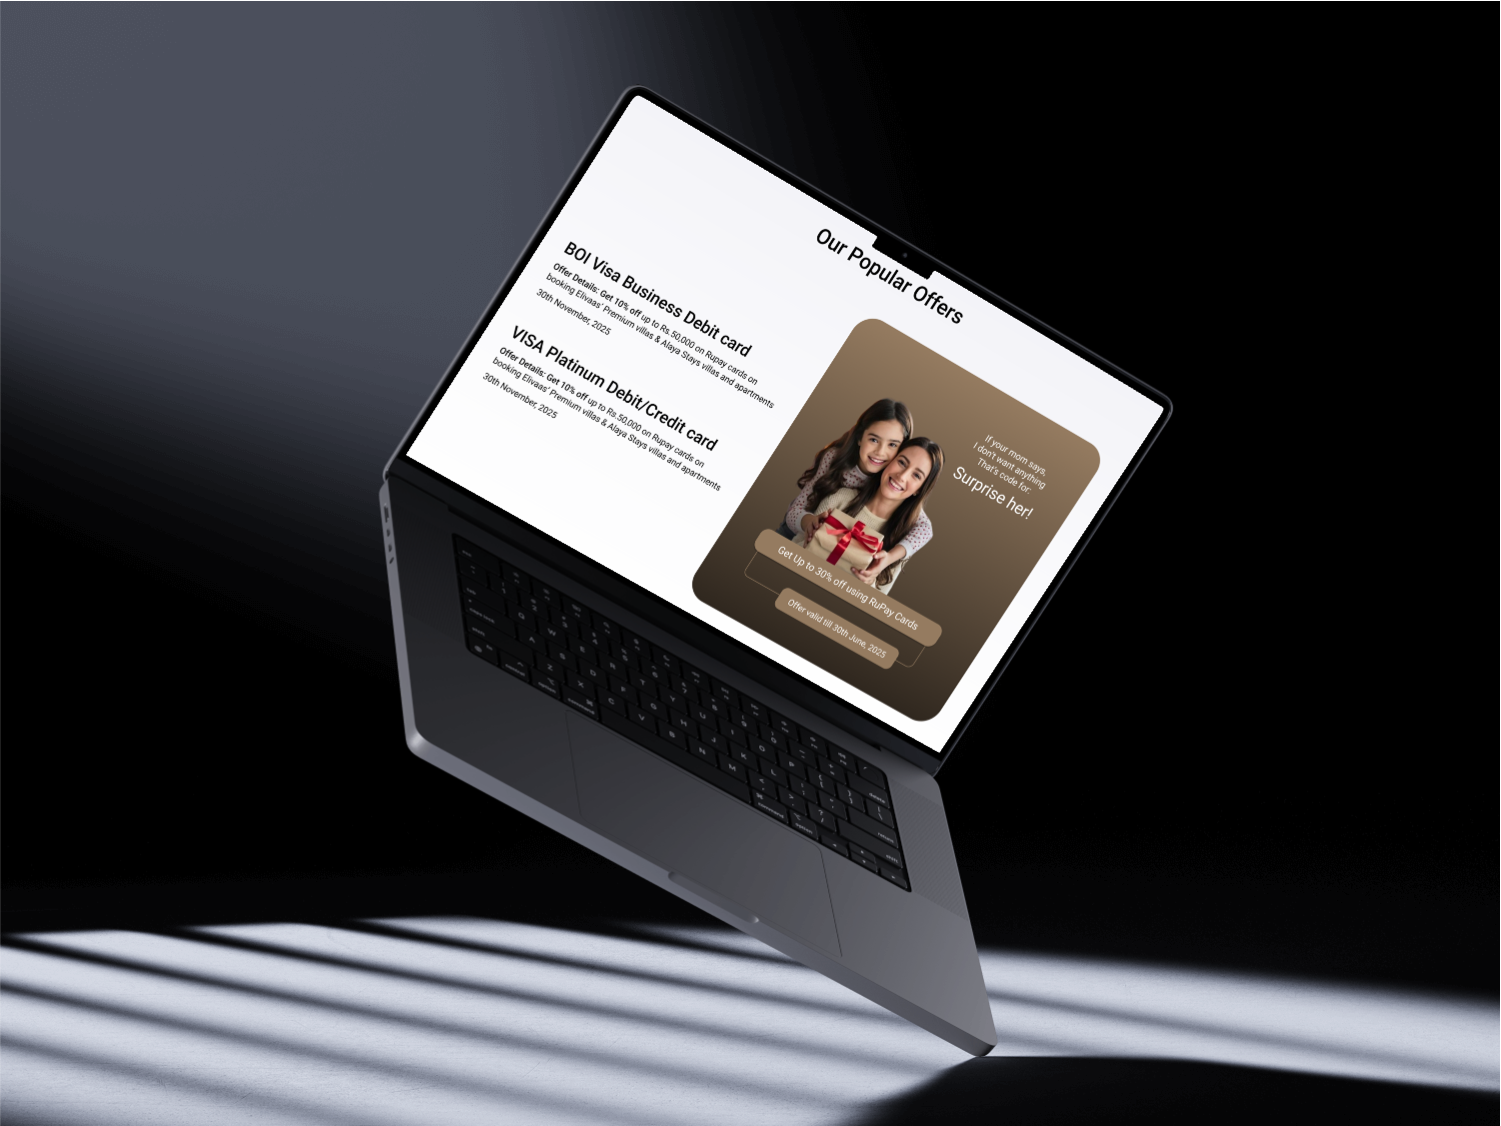 Our Popular Offers
BOI Visa Business Debit card
Offer Details: Get 10% off up to Rs.50,000 on Rupay cards on
booking Elivaas' Premium villas & Alaya Stays villas and apartments
30th November, 2025
VISA Platinum Debit/Credit card
Offer Details: Get 10% off up to Rs.50,000 on Rupay cards on
booking Elivaas' Premium villas & Alaya Stays villas and apartments
30th November, 2025
If your mom says,
I don't want anything
That's code for:
Surprise her!
Get Up to 30% off using RuPay Cards
Offer valid till 30th June, 2025